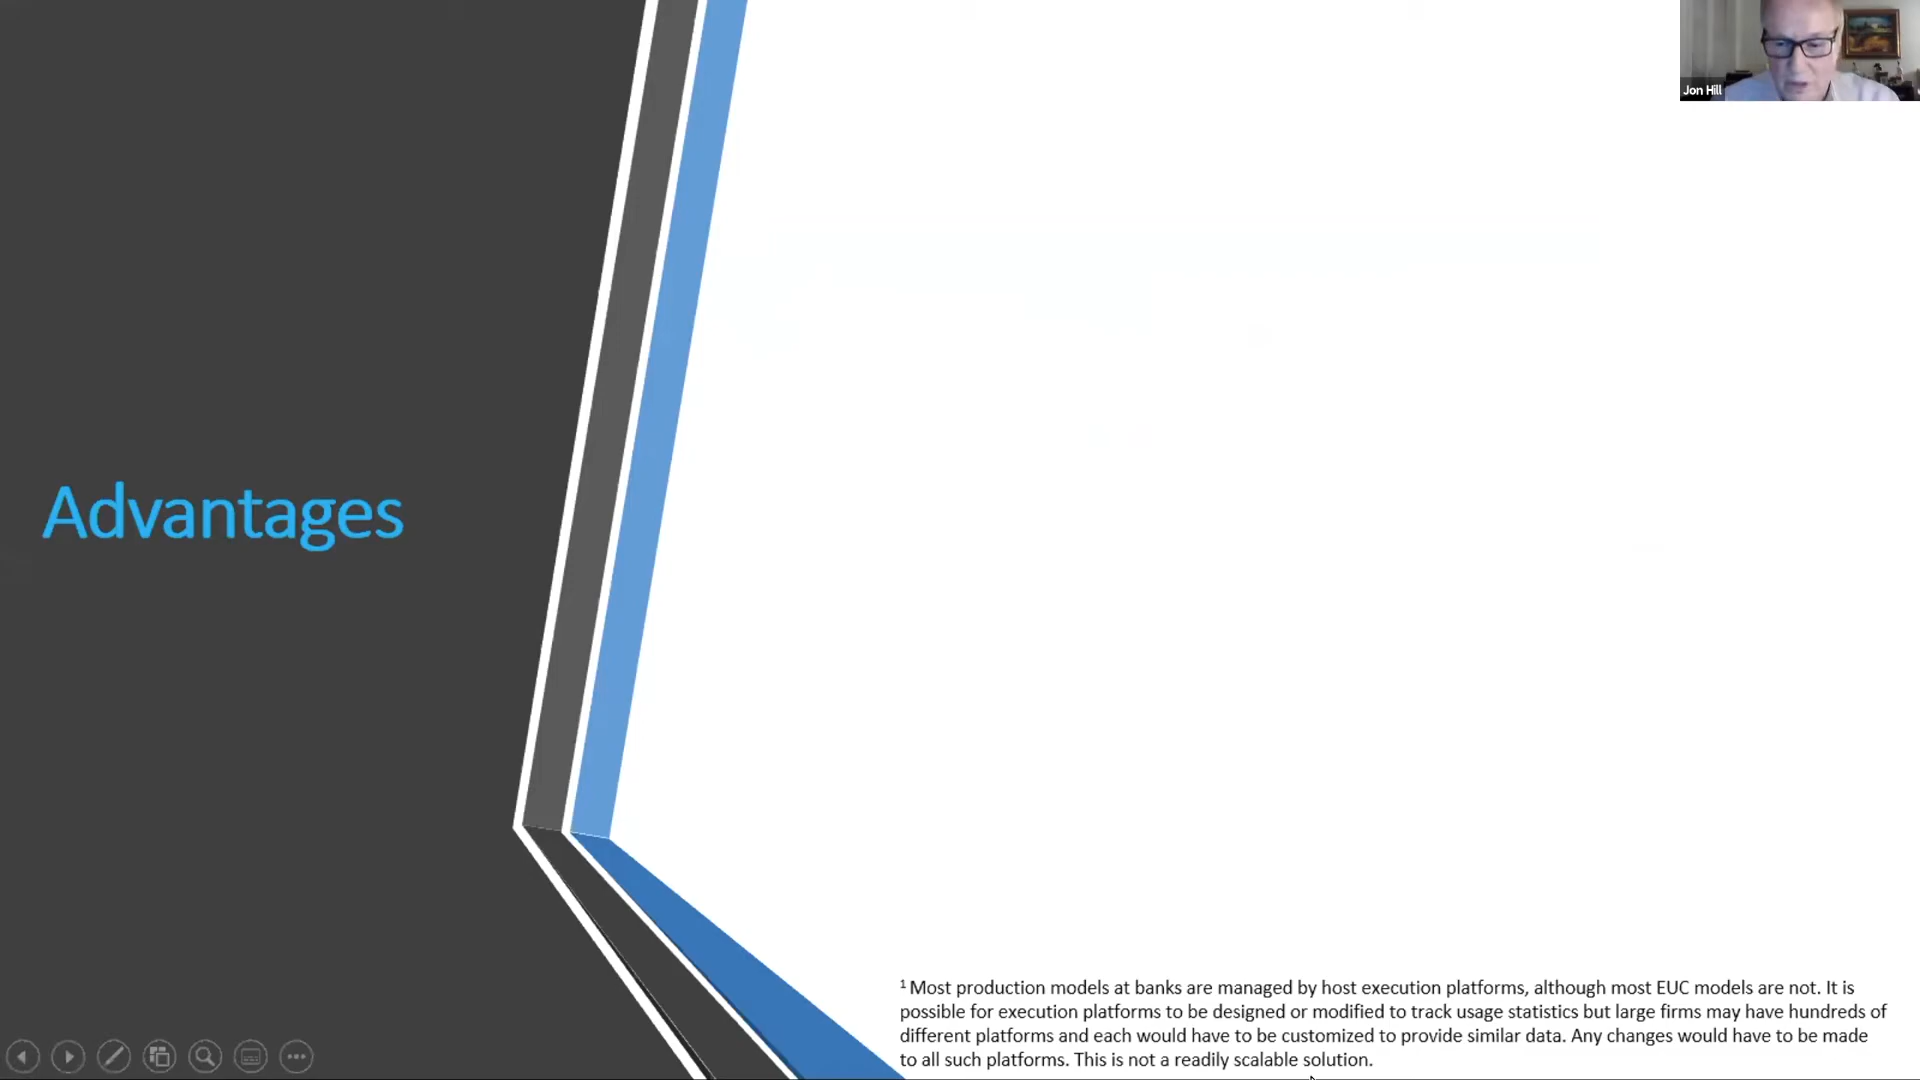 Jon Hill
Advantages
1 Most production models at banks are managed by host execution platforms, although most EUC models are not. It is
possible for execution platforms to be designed or modified to track usage statistics but large firms may have hundreds of
different platforms and each would have to be customized to provide similar data. Any changes would have to be made
to all such platforms. This is not a readily scalable solution.